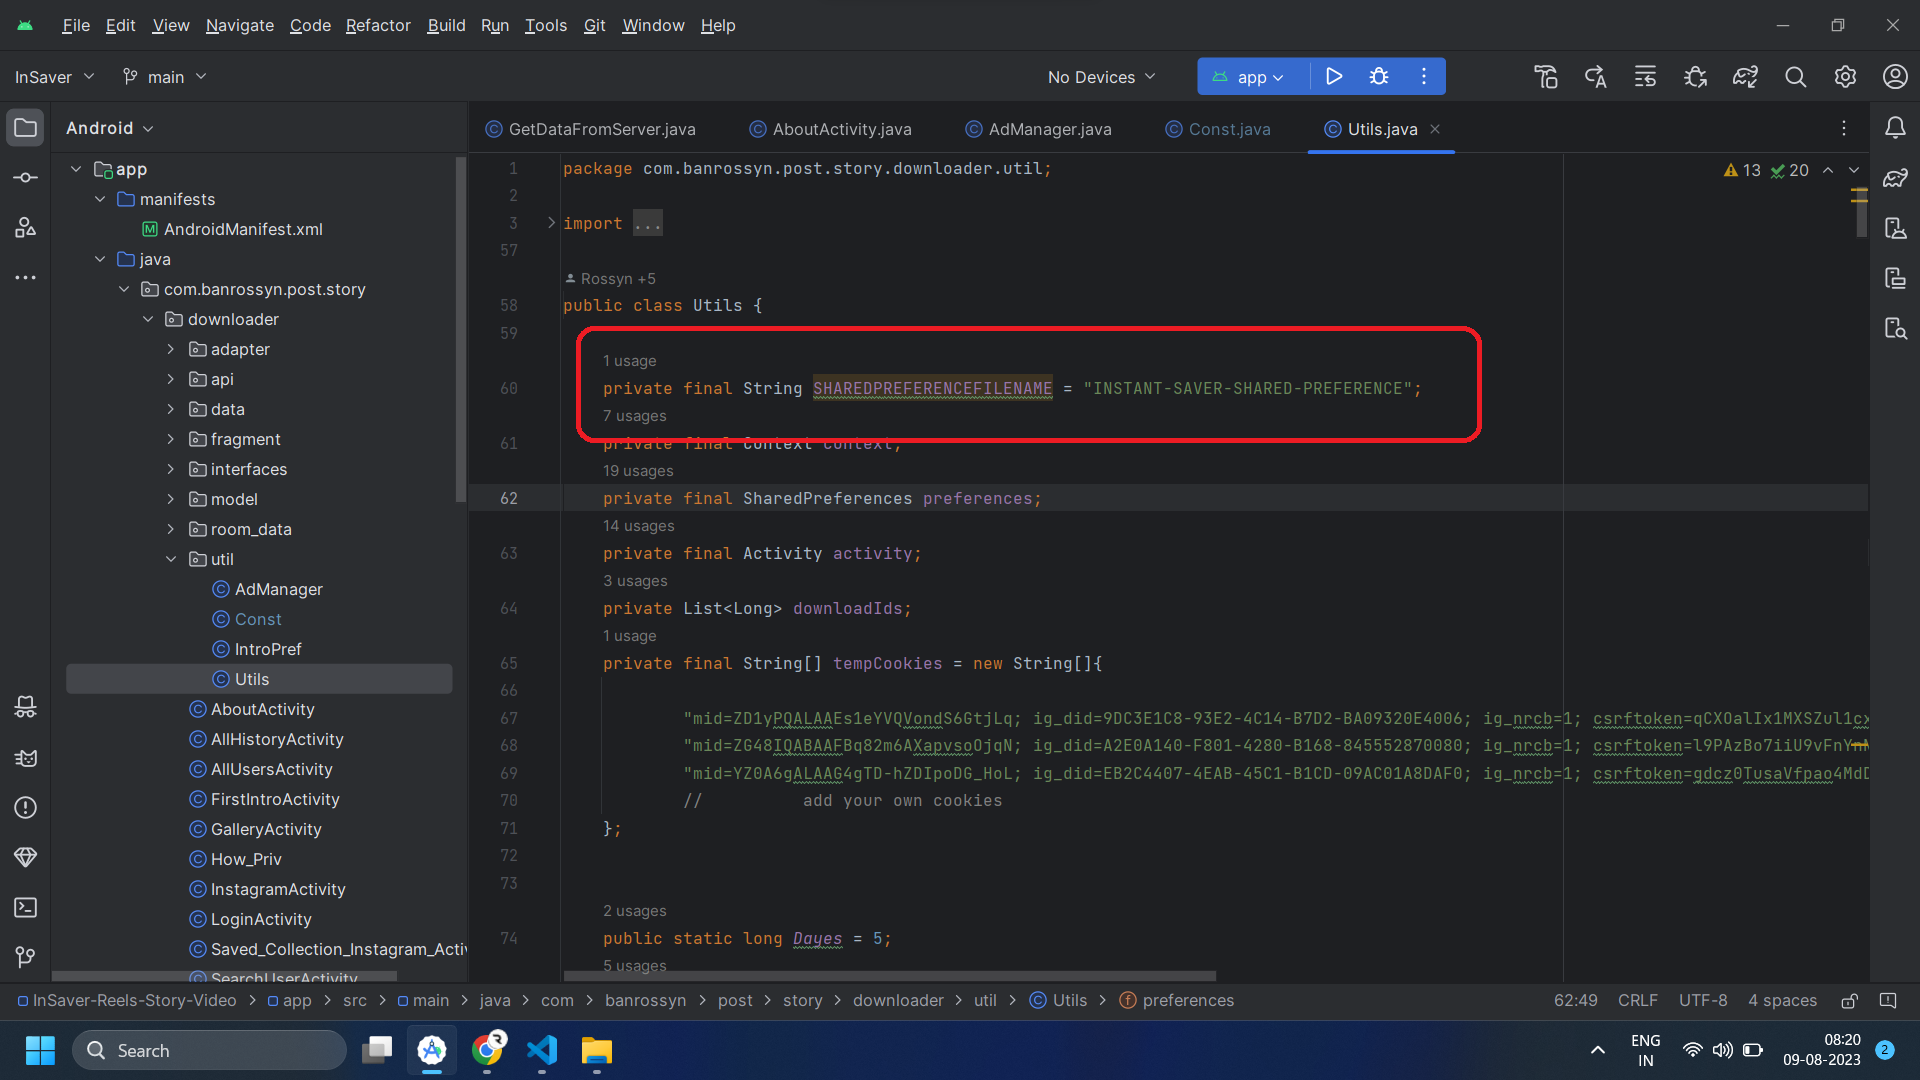 File Edit View Navigate Code Refactor Build Run Tools Git Window Help
InSaver main No Devices app
Android
GetDataFromServer.java AboutActivity.java AdManager.java Const.java Utils.java
app
manifests
AndroidManifest.xml
java
com.banrossyn.post.story
downloader
adapter
api
data
fragment
interfaces
model
room_data
util
AdManager
Const
IntroPref
Utils
AboutActivity
AllHistoryActivity
AllUsersActivity
FirstIntroActivity
GalleryActivity
How_Priv
InstagramActivity
LoginActivity
Saved_Collection_Instagram_Activ
SearchUserActivity
13 20
1 package com.banrossyn.post.story.downloader.util;
2
3 import ...
57
Rossyn +5
58 public class Utils {
59
1 usage
60 private final String SHAREDPREFERENCEFILENAME = "INSTANT-SAVER-SHARED-PREFERENCE";
7 usages
61 private final Context context;
19 usages
62 private final SharedPreferences preferences;
14 usages
63 private final Activity activity;
3 usages
64 private List<Long> downloadIds;
1 usage
65 private final String[] tempCookies = new String[]{
66
67 "mid=ZD1yPQALAAEs1eYVQVondS6GtjLq; ig_did=9DC3E1C8-93E2-4C14-B7D2-BA09320E4006; ig_nrcb=1; csrftoken=qCXOalIx1MXSZul1cx
68 "mid=ZG48IQABAAFBq82m6AXapvsoOjqN; ig_did=A2E0A140-F801-4280-B168-845552870080; ig_nrcb=1; csrftoken=l9PAzBo7iiU9vFnYn
69 "mid=YZ0A6gALAAG4gTD-hZDIpoDG_HoL; ig_did=EB2C4407-4EAB-45C1-B1CD-09AC01A8DAF0; ig_nrcb=1; csrftoken=gdcz0TusaVfpao4MdD
70 // add your own cookies
71 };
72
73
2 usages
74 public static long Dayes = 5;
5 usages
InSaver-Reels-Story-Video > app > src > main > java > com > banrossyn > post > story > downloader > util > Utils > preferences 62:49 CRLF UTF-8 4 spaces
Search
ENG
IN
08:20
09-08-2023
2